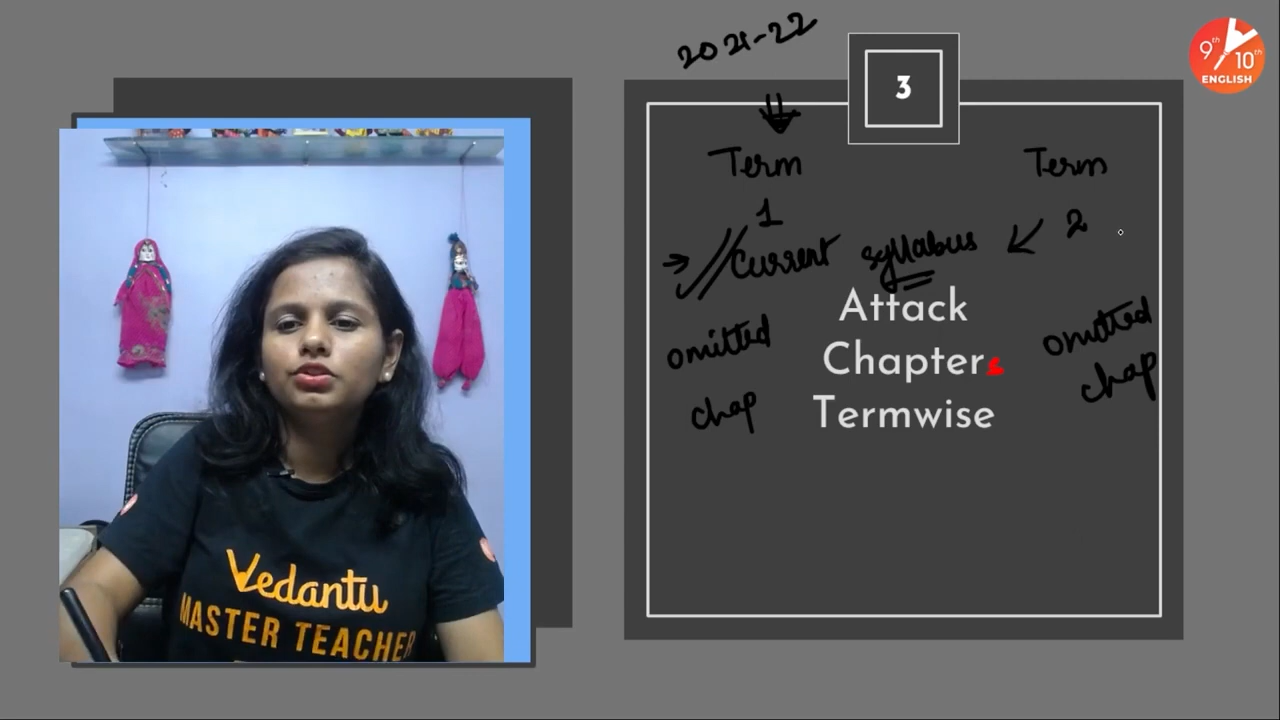 2021-22
3
9th 10th
ENGLISH
Term
1
Term
2
Current syllabus
omitted
chap
omitted
chap
Attack
Chapter
Termwise
Vedantu
MASTER TEACHER